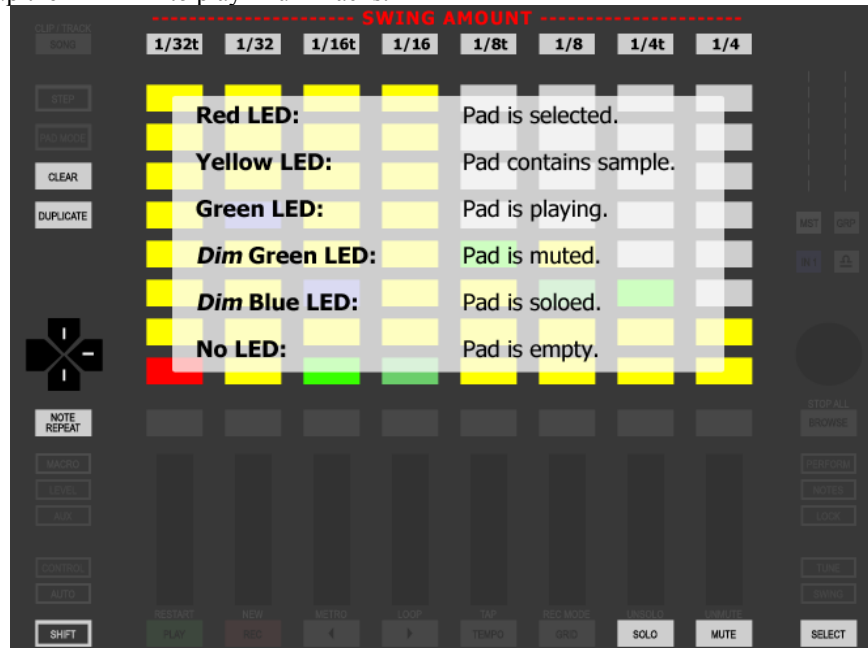 to play
CLIP / TRACK
SONG
SWING AMOUNT
1/32t 1/32 1/16t 1/16 1/8t 1/8 1/4t 1/4
STEP
PAD MODE
CLEAR
DUPLICATE
Red LED: Pad is selected.
Yellow LED: Pad contains sample.
Green LED: Pad is playing.
Dim Green LED: Pad is muted.
Dim Blue LED: Pad is soloed.
No LED: Pad is empty.
MST GRP
IN 1
NOTE
REPEAT
STOP ALL
BROWSE
MACRO
LEVEL
AUX
PERFORM
NOTES
LOCK
CONTROL
AUTO
TUNE
SWING
RESTART NEW METRO LOOP TAP REC MODE UNSOLO UNMUTE
SHIFT PLAY REC TEMPO GRID SOLO MUTE SELECT